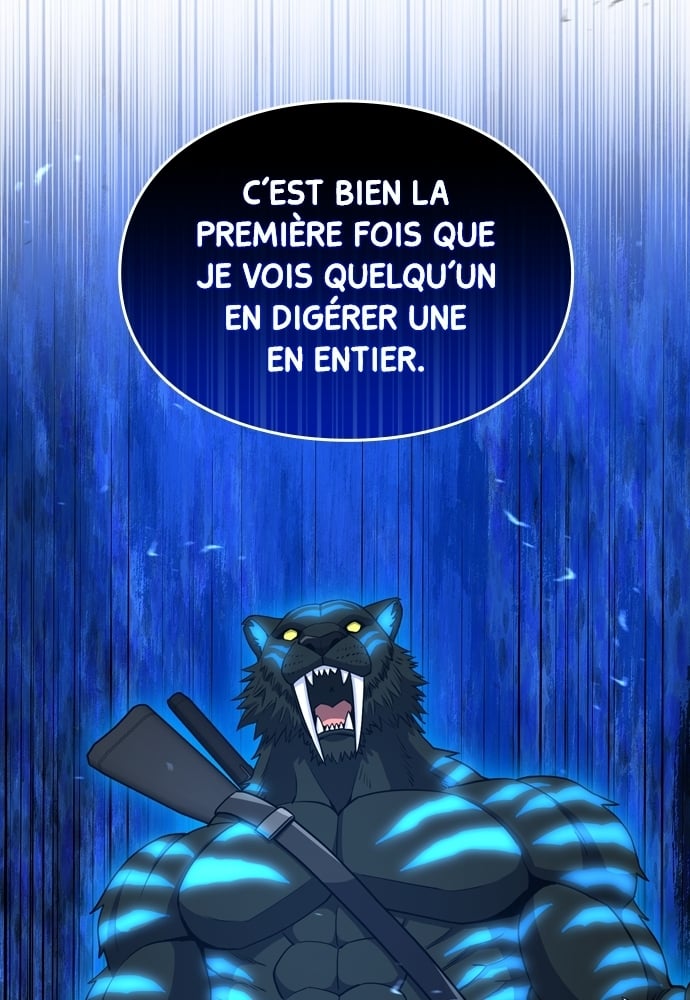 C'EST BIEN LA
PREMIÈRE FOIS QUE
JE VOIS QUELQU'UN
EN DIGÉRER UNE
EN ENTIER.